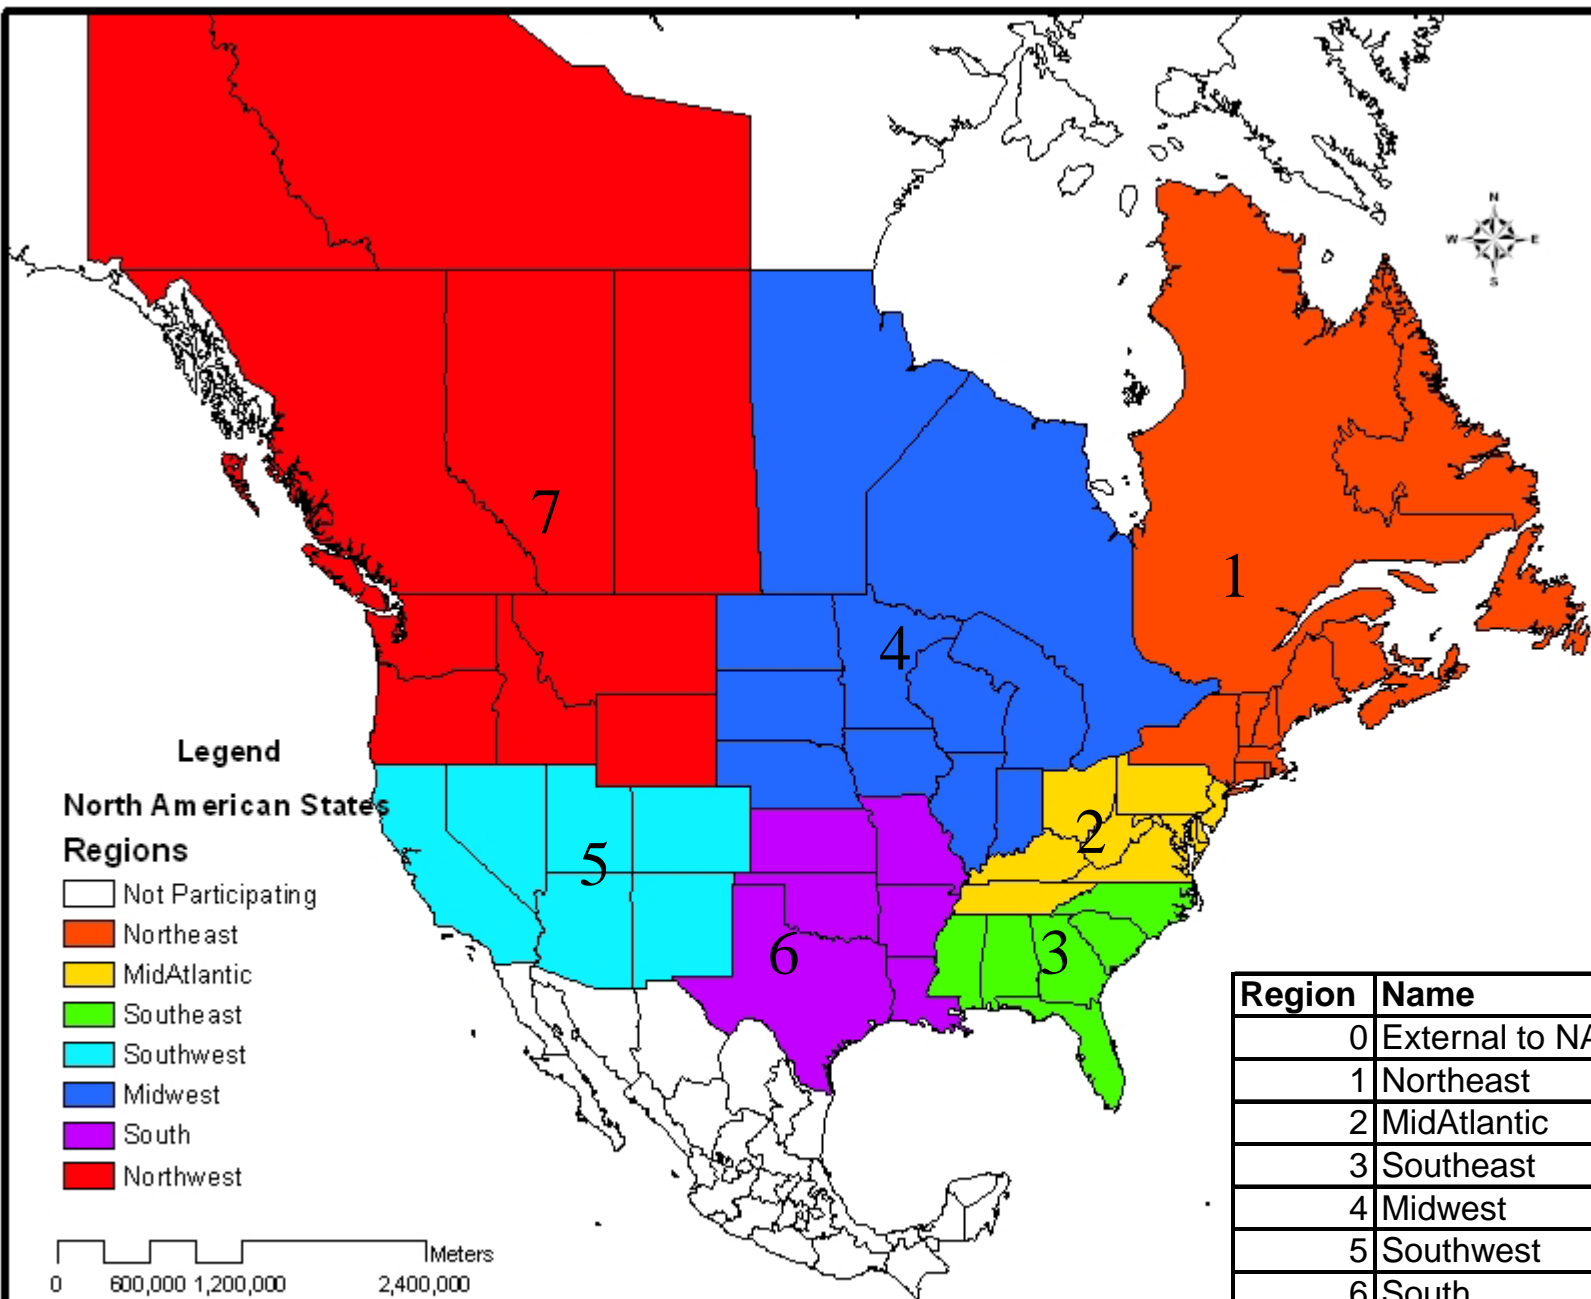 N
W E
S
7
1
4
2
5
3
6
Legend
North American States
Regions
Not Participating
Northeast
MidAtlantic
Southeast
Southwest
Midwest
South
Northwest
Meters
0 600,000 1,200,000 2,400,000
Region Name
0 External to NA
1 Northeast
2 MidAtlantic
3 Southeast
4 Midwest
5 Southwest
6 South